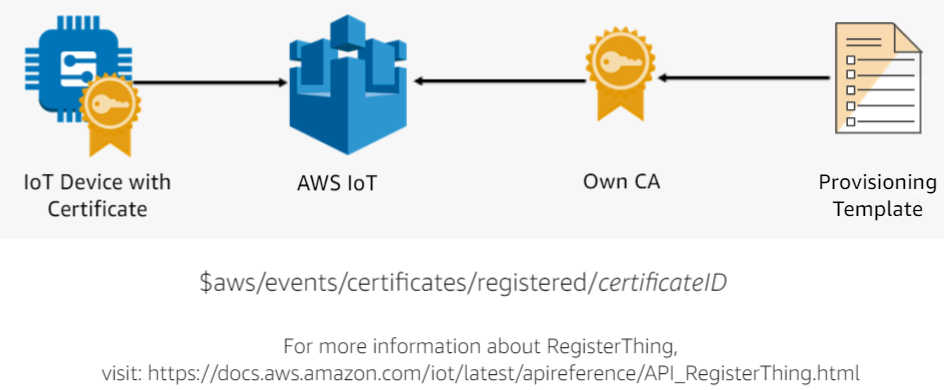 IoT Device with
Certificate
AWS IoT
Own CA
Provisioning
Template
$aws/events/certificates/registered/certificateID
For more information about RegisterThing,
visit: https://docs.aws.amazon.com/iot/latest/apireference/API_RegisterThing.html